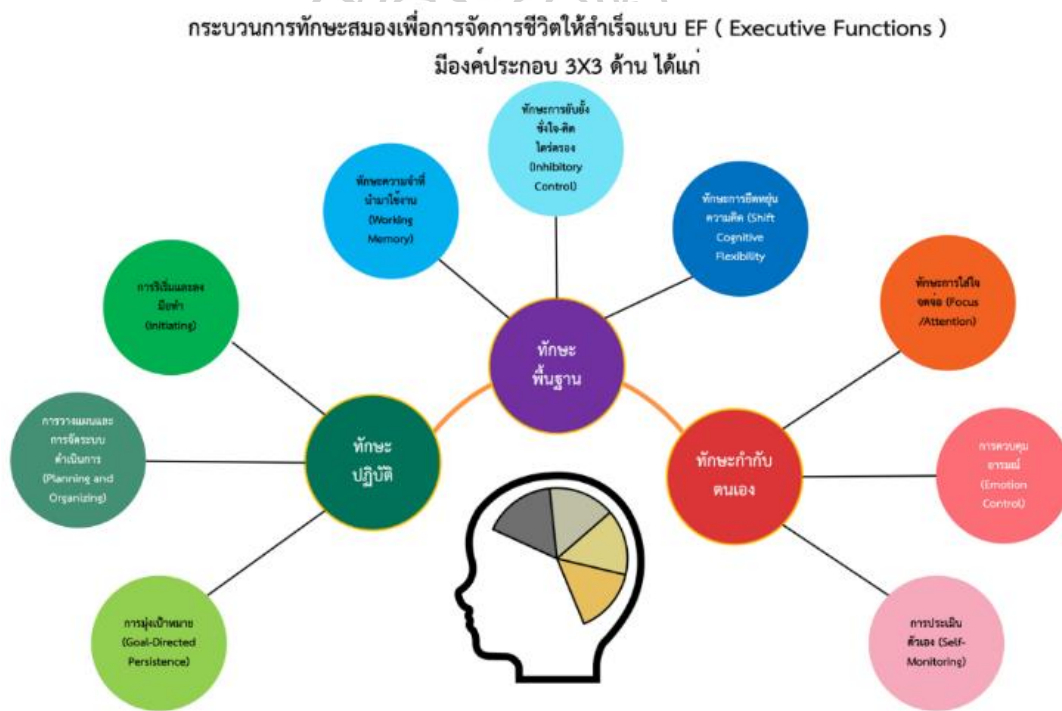 กระบวนการทักษะสมองเพื่อการจัดการชีวิตให้สำเร็จแบบ EF ( Executive Functions )
มีองค์ประกอบ 3X3 ด้าน ได้แก่
ทักษะการยับยั้ง
ชั่งใจ-คิด
ไตร่ตรอง
(Inhibitory
Control)
ทักษะความจำที่
นำมาใช้งาน
(Working
Memory)
ทักษะการยืดหยุ่น
ความคิด (Shift
Cognitive
Flexibility
การริเริ่มและลง
มือทำ
(Initiating)
ทักษะการใส่ใจ
จดจ่อ (Focus
/Attention)
ทักษะ
พื้นฐาน
การวางแผนและ
การจัดระบบ
ดำเนินการ
(Planning and
Organizing)
ทักษะ
ปฏิบัติ
ทักษะกำกับ
ตนเอง
การควบคุม
อารมณ์
(Emotion
Control)
การมุ่งเป้าหมาย
(Goal-Directed
Persistence)
การประเมิน
ตัวเอง (Self-
Monitoring)